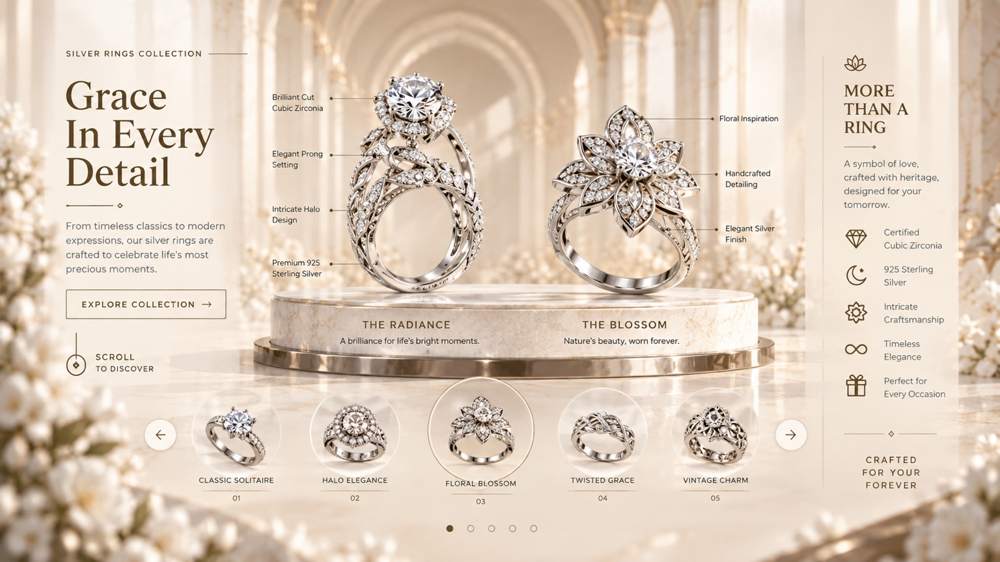 SILVER RINGS COLLECTION
Grace
In Every
Detail
From timeless classics to modern
expressions, our silver rings are
crafted to celebrate life's most
precious moments.
EXPLORE COLLECTION →
SCROLL
TO DISCOVER
Brilliant Cut
Cubic Zirconia
Elegant Prong
Setting
Intricate Halo
Design
Premium 925
Sterling Silver
Floral Inspiration
Handcrafted
Detailing
Elegant Silver
Finish
THE RADIANCE
A brilliance for life's bright moments.
THE BLOSSOM
Nature's beauty, worn forever.
CLASSIC SOLITAIRE
01
HALO ELEGANCE
02
FLORAL BLOSSOM
03
TWISTED GRACE
04
VINTAGE CHARM
05
MORE
THAN A
RING
A symbol of love,
crafted with heritage,
designed for your
tomorrow.
Certified
Cubic Zirconia
925 Sterling
Silver
Intricate
Craftsmanship
Timeless
Elegance
Perfect for
Every Occasion
CRAFTED
FOR YOUR
FOREVER